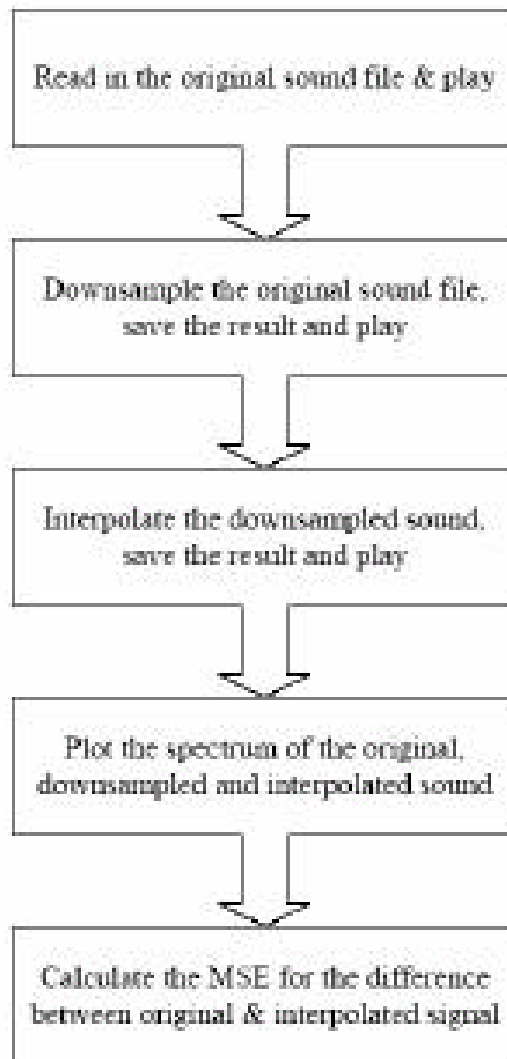 Read in the original sound file & play
Downsample the original sound file,
save the result and play
Interpolate the downsampled sound,
save the result and play
Plot the spectrum of the original,
downsampled and interpolated sound
Calculate the MSE for the difference
between original & interpolated signal